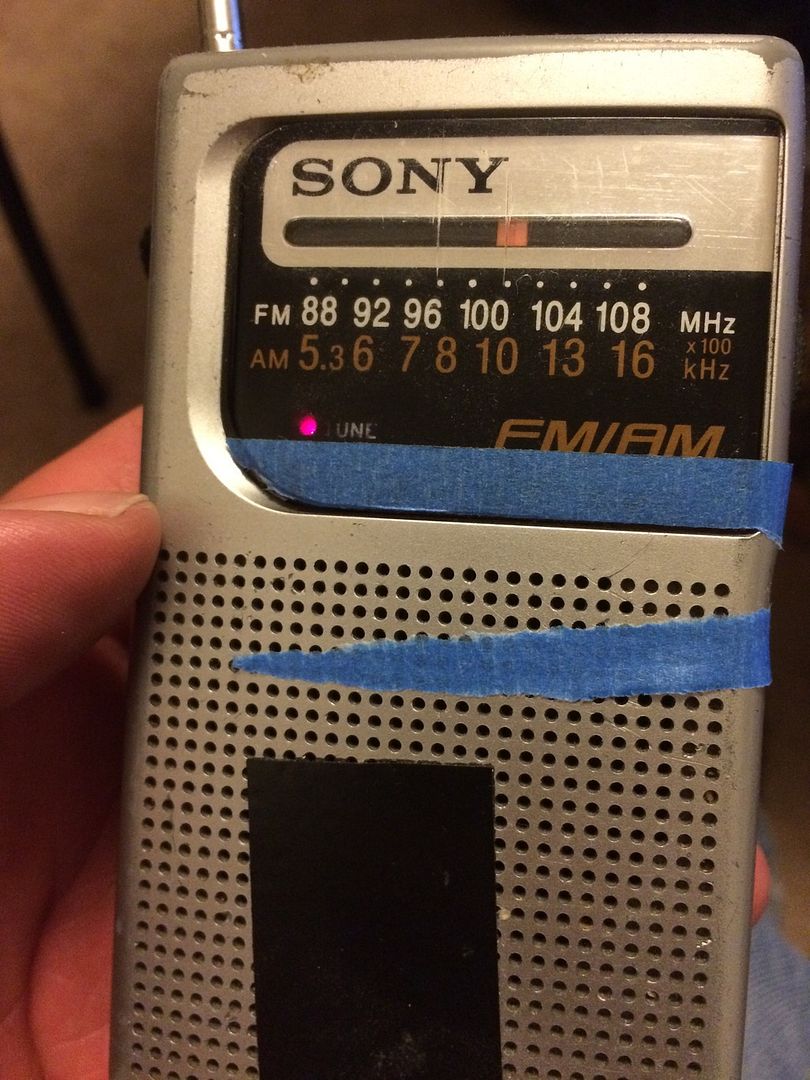 SONY
FM 88 92 96 100 104 108 MHz
AM 5.3 6 7 8 10 13 16 x100 kHz
TUNE
FM/AM